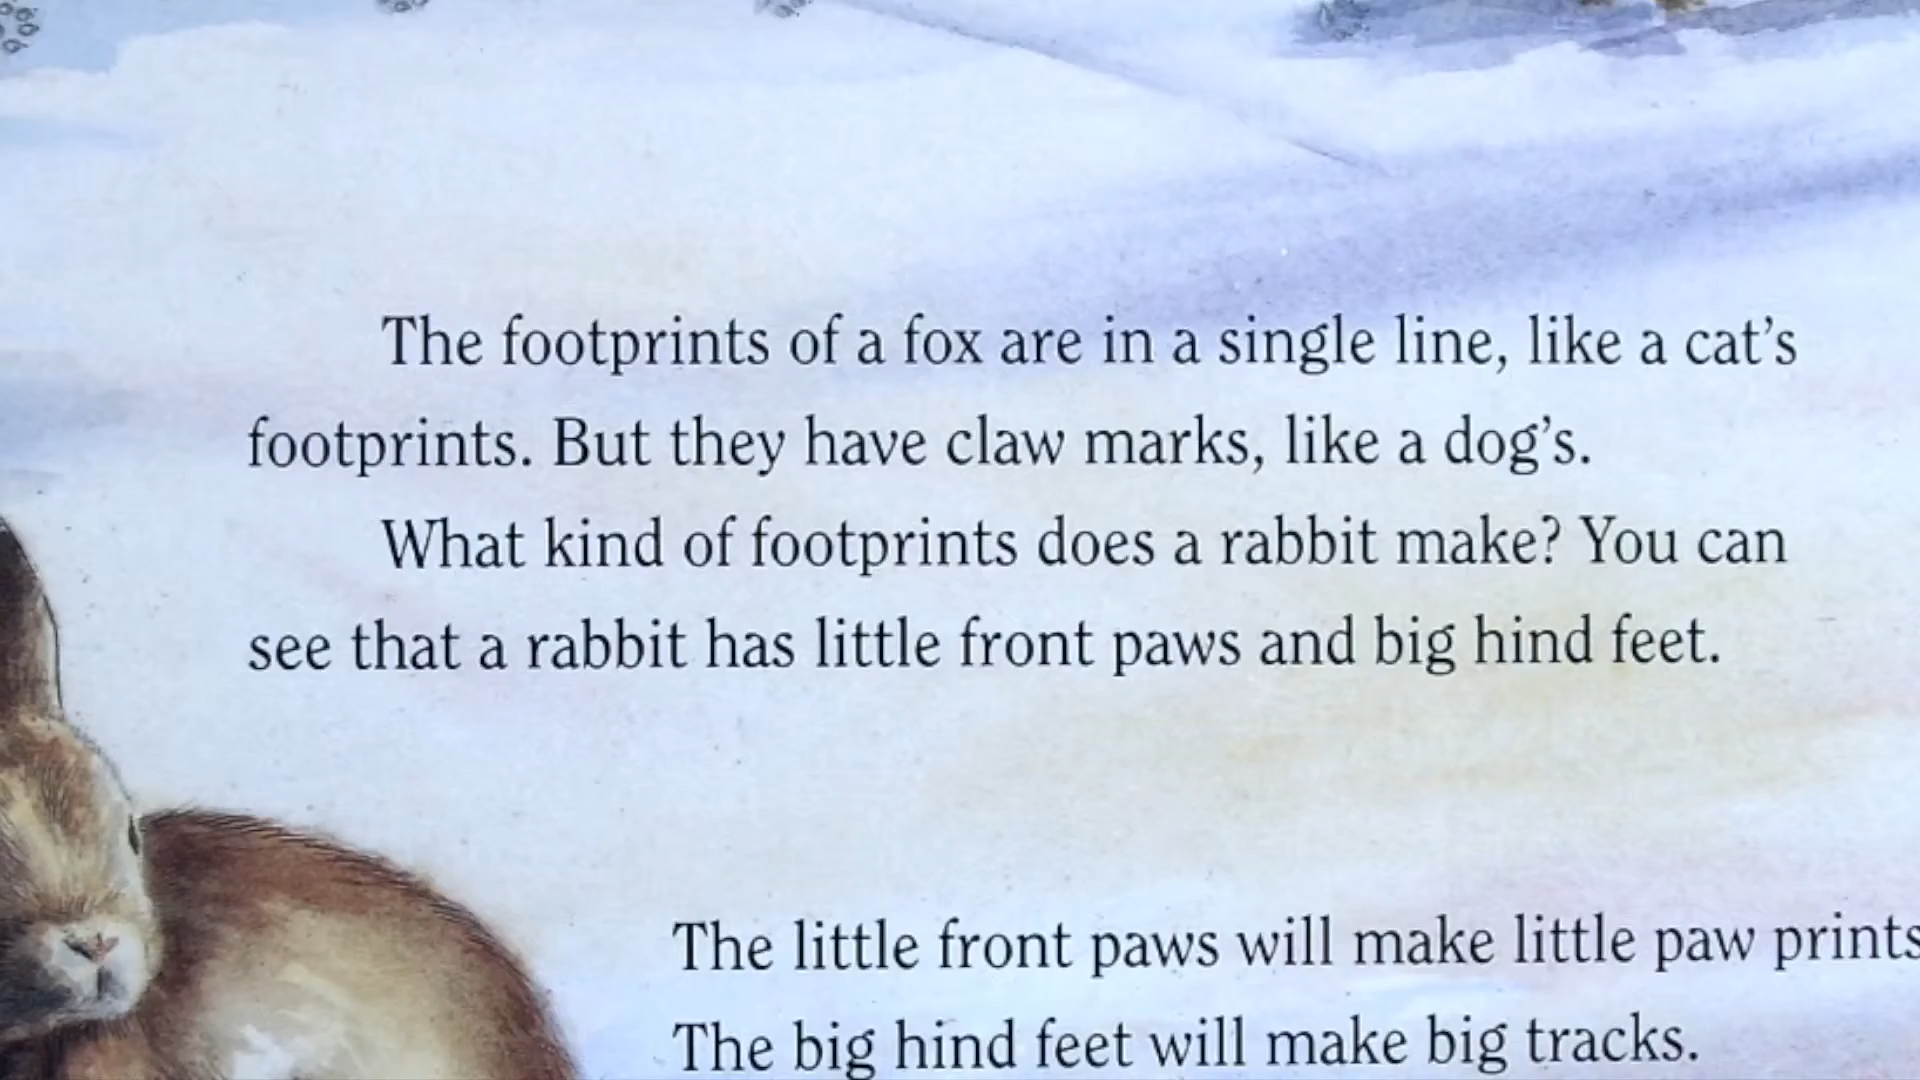 The footprints of a fox are in a single line, like a cat’s
footprints. But they have claw marks, like a dog’s.
What kind of footprints does a rabbit make? You can
see that a rabbit has little front paws and big hind feet.
The little front paws will make little paw prints
The big hind feet will make big tracks.